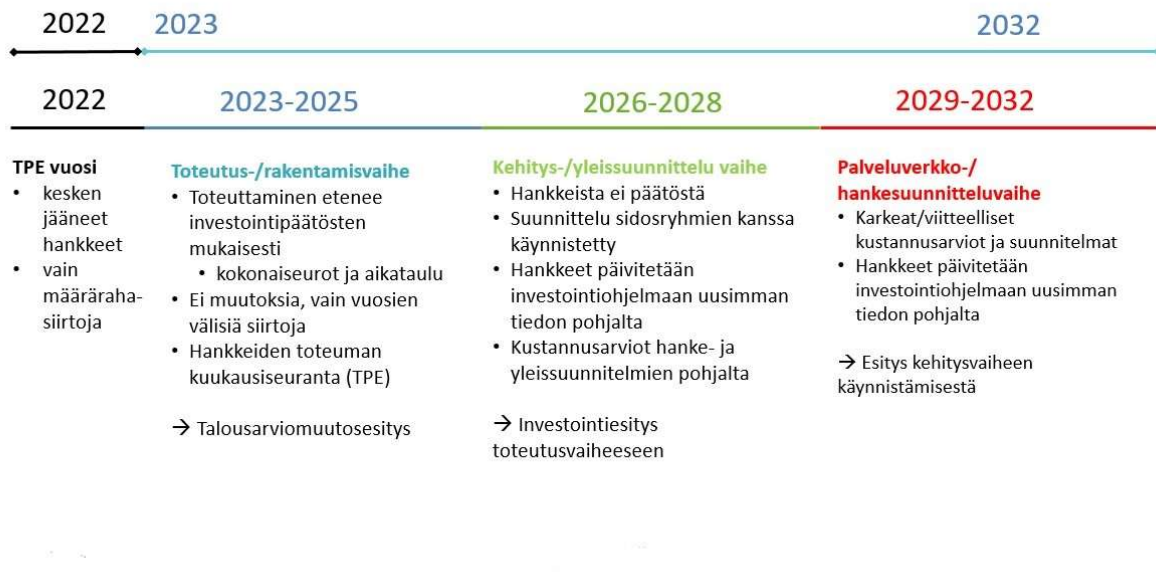 2022
2023
2032
2022
2023-2025
2026-2028
2029-2032
TPE vuosi
• kesken
jääneet
hankkeet
• vain
määräraha-
siirtoja
Toteutus-/rakentamisvaihe
• Toteuttaminen etenee
investointipäätösten
mukaisesti
• kokonaiseurot ja aikataulu
• Ei muutoksia, vain vuosien
välisiä siirtoja
• Hankkeiden toteuman
kuukausiseuranta (TPE)
→ Talousarviomuutosesitys
Kehitys-/yleissuunnittelu vaihe
• Hankkeista ei päätöstä
• Suunnittelu sidosryhmien kanssa
käynnistetty
• Hankkeet päivitetään
investointiohjelmaan uusimman
tiedon pohjalta
• Kustannusarviot hanke- ja
yleissuunnitelmien pohjalta
→ Investointiesitys
toteutusvaiheeseen
Palveluverkko-/
hankesuunnitteluvaihe
• Karkeat/viitteelliset
kustannusarviot ja suunnitelmat
• Hankkeet päivitetään
investointiohjelmaan uusimman
tiedon pohjalta
→ Esitys kehitysvaiheen
käynnistämisestä